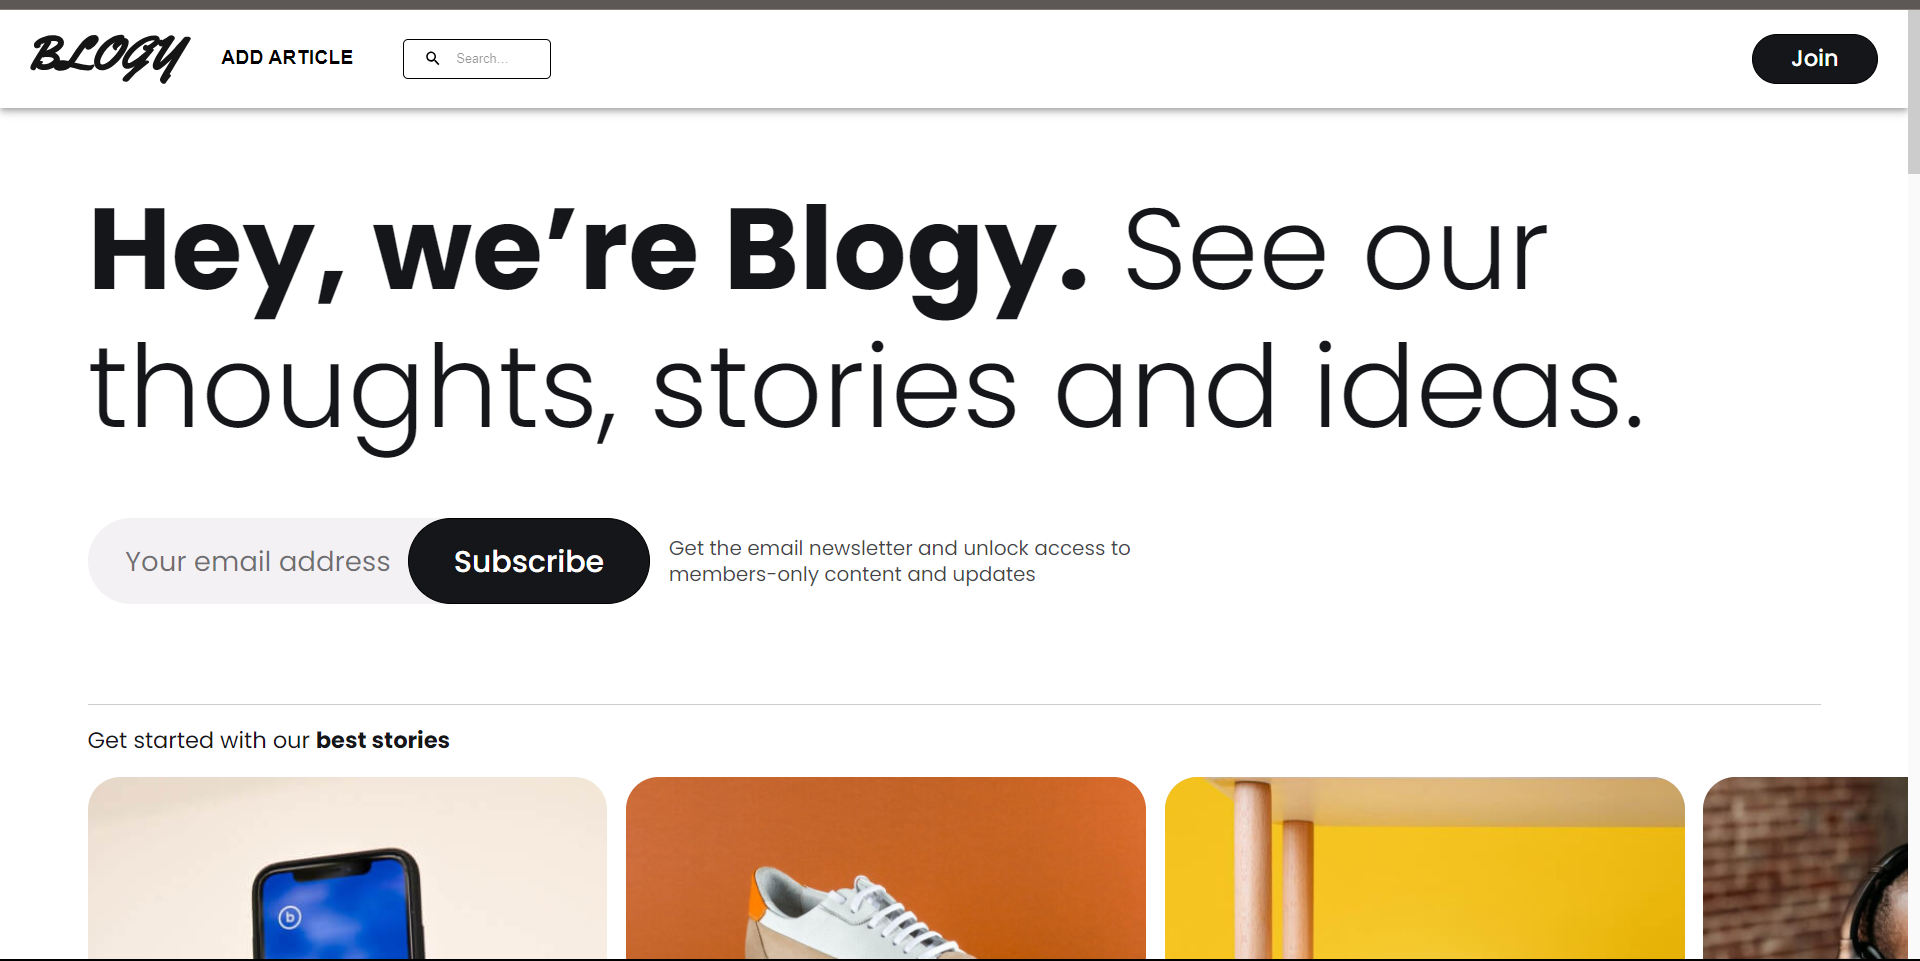 BLOGY
ADD ARTICLE
Search...
Join
Hey, we’re Blogy. See our
thoughts, stories and ideas.
Your email address
Subscribe
Get the email newsletter and unlock access to
members-only content and updates
Get started with our best stories
b